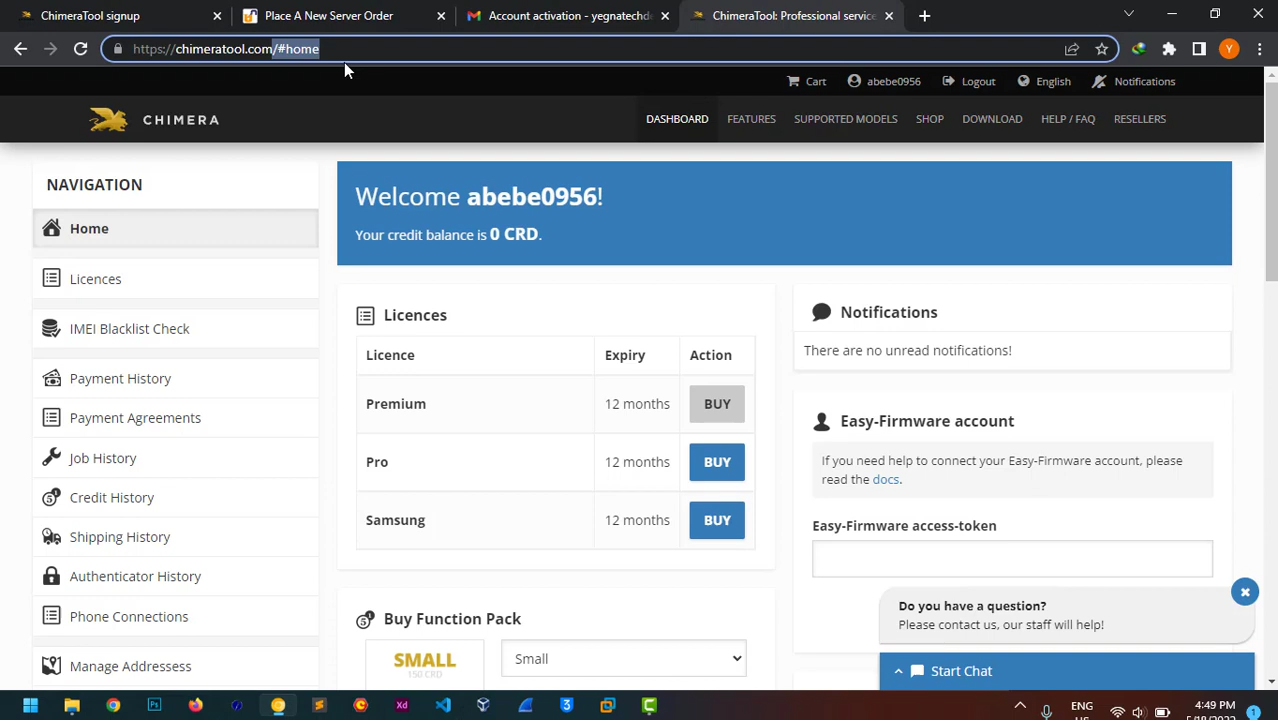 ChimeraTool signup
Place A New Server Order
Account activation - yegnatechd
ChimeraTool: Professional service
https://chimeratool.com/#home
Y
Cart
abebe0956
Logout
English
Notifications
CHIMERA
DASHBOARD
FEATURES
SUPPORTED MODELS
SHOP
DOWNLOAD
HELP / FAQ
RESELLERS
NAVIGATION
Home
Licences
IMEI Blacklist Check
Payment History
Payment Agreements
Job History
Credit History
Shipping History
Authenticator History
Phone Connections
Manage Addressess
Welcome abebe0956!
Your credit balance is 0 CRD.
Licences
Licence Expiry Action
Premium 12 months BUY
Pro 12 months BUY
Samsung 12 months BUY
Buy Function Pack
SMALL
150 CRD
Small
Notifications
There are no unread notifications!
Easy-Firmware account
If you need help to connect your Easy-Firmware account, please
read the docs.
Easy-Firmware access-token
Do you have a question?
Please contact us, our staff will help!
Start Chat
Ps
Xd
ENG
4:49 PM